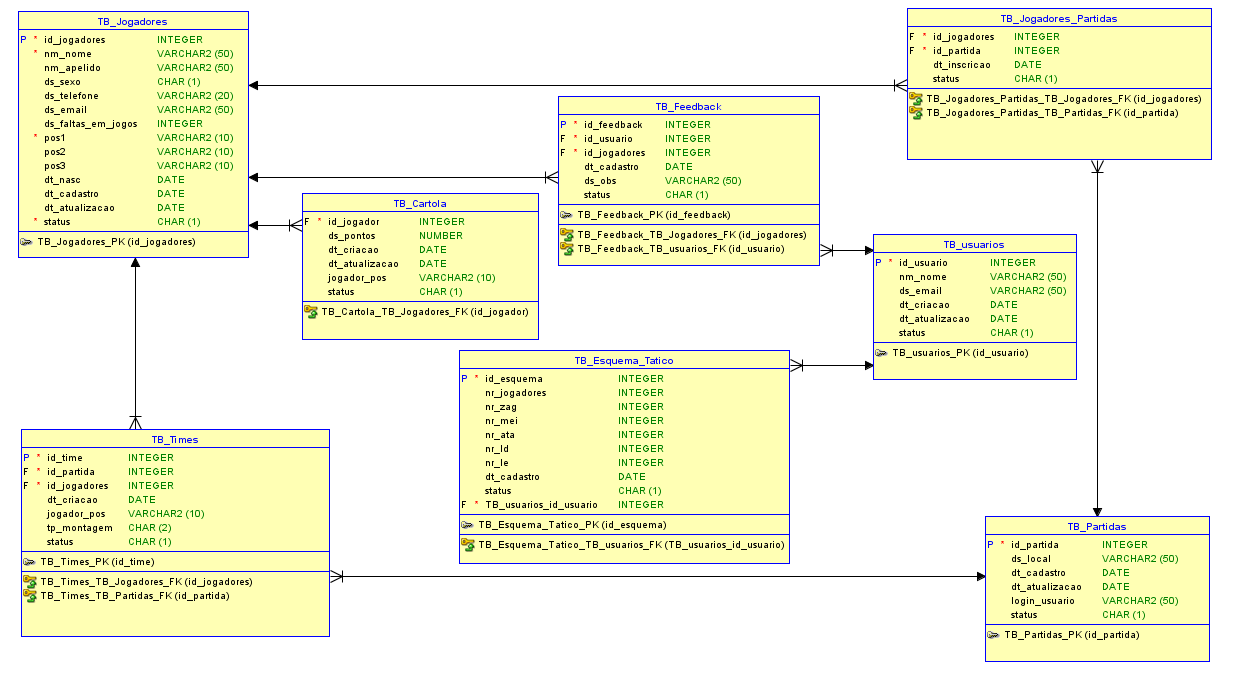 TB_Jogadores
P * id_jogadores INTEGER
* nm_nome VARCHAR2 (50)
nm_apelido VARCHAR2 (50)
ds_sexo CHAR (1)
ds_telefone VARCHAR2 (20)
ds_email VARCHAR2 (50)
ds_faltas_em_jogos INTEGER
* pos1 VARCHAR2 (10)
pos2 VARCHAR2 (10)
pos3 VARCHAR2 (10)
dt_nasc DATE
dt_cadastro DATE
dt_atualizacao DATE
* status CHAR (1)
TB_Jogadores_PK (id_jogadores)
TB_Jogadores_Partidas
F * id_jogadores INTEGER
F * id_partida INTEGER
dt_inscricao DATE
status CHAR (1)
TB_Jogadores_Partidas_TB_Jogadores_FK (id_jogadores)
TB_Jogadores_Partidas_TB_Partidas_FK (id_partida)
TB_Feedback
P * id_feedback INTEGER
F * id_usuario INTEGER
F * id_jogadores INTEGER
dt_cadastro DATE
ds_obs VARCHAR2 (50)
status CHAR (1)
TB_Feedback_PK (id_feedback)
TB_Feedback_TB_Jogadores_FK (id_jogadores)
TB_Feedback_TB_usuarios_FK (id_usuario)
TB_Cartola
F * id_jogador INTEGER
ds_pontos NUMBER
dt_criacao DATE
dt_atualizacao DATE
jogador_pos VARCHAR2 (10)
status CHAR (1)
TB_Cartola_TB_Jogadores_FK (id_jogador)
TB_usuarios
P * id_usuario INTEGER
nm_nome VARCHAR2 (50)
ds_email VARCHAR2 (50)
dt_criacao DATE
dt_atualizacao DATE
status CHAR (1)
TB_usuarios_PK (id_usuario)
TB_Esquema_Tatico
P * id_esquema INTEGER
nr_jogadores INTEGER
nr_zag INTEGER
nr_mei INTEGER
nr_ata INTEGER
nr_ld INTEGER
nr_le INTEGER
dt_cadastro DATE
status CHAR (1)
F * TB_usuarios_id_usuario INTEGER
TB_Esquema_Tatico_PK (id_esquema)
TB_Esquema_Tatico_TB_usuarios_FK (TB_usuarios_id_usuario)
TB_Times
P * id_time INTEGER
F * id_partida INTEGER
F * id_jogadores INTEGER
dt_criacao DATE
jogador_pos VARCHAR2 (10)
tp_montagem CHAR (2)
status CHAR (1)
TB_Times_PK (id_time)
TB_Times_TB_Jogadores_FK (id_jogadores)
TB_Times_TB_Partidas_FK (id_partida)
TB_Partidas
P * id_partida INTEGER
ds_local VARCHAR2 (50)
dt_cadastro DATE
dt_atualizacao DATE
login_usuario VARCHAR2 (50)
status CHAR (1)
TB_Partidas_PK (id_partida)